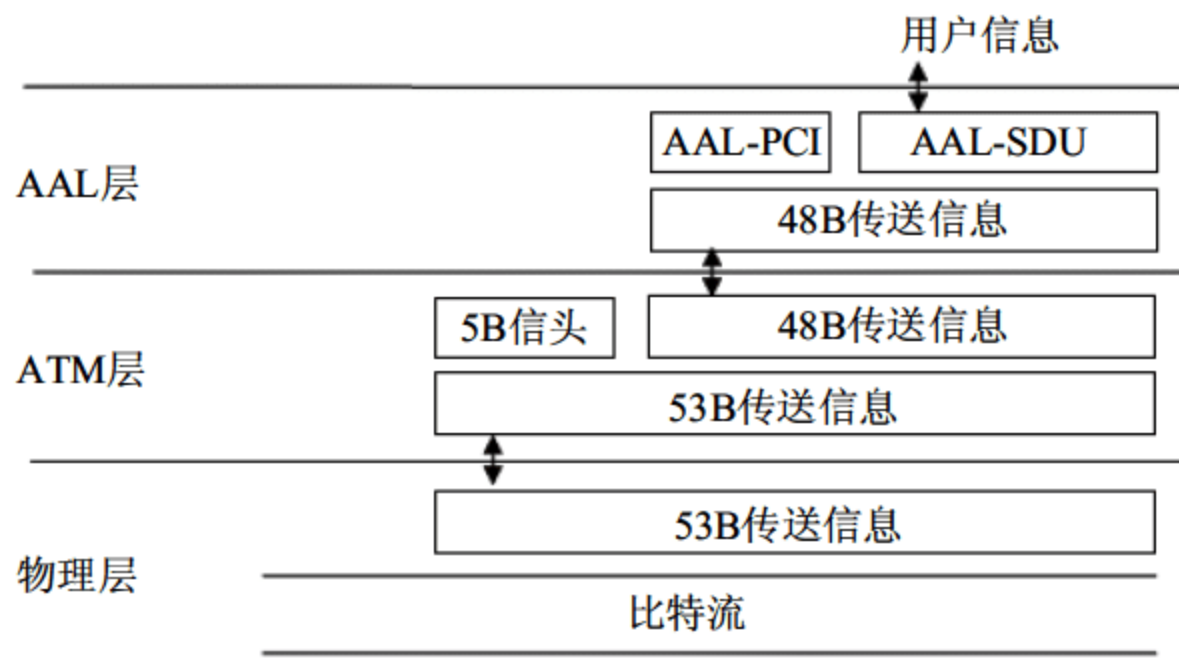 用户信息
AAL-PCI AAL-SDU
AAL层
48B传送信息
5B信头 48B传送信息
ATM层
53B传送信息
53B传送信息
物理层
比特流